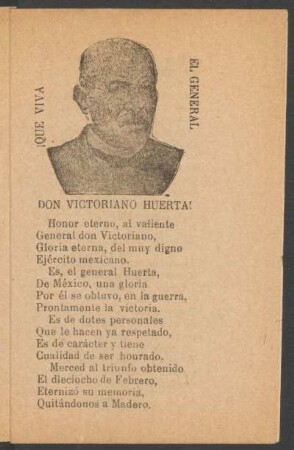 ¡QUE VIVA
EL GENERAL
DON VICTORIANO HUERTA!
Honor eterno, al valiente
General don Victoriano,
Gloria eterna, del muy digno
Ejército mexicano.
Es, el general Huerta,
De México, una gloria
Por él se obtuvo, en la guerra,
Prontamente la victoria.
Es de dotes personales
Que le hacen ya respetado,
Es de carácter y tiene
Cualidad de ser honrado.
Merced al triunfo obtenido
El dieciocho de Febrero,
Eternizó su memoria,
Quitándonos a Madero.